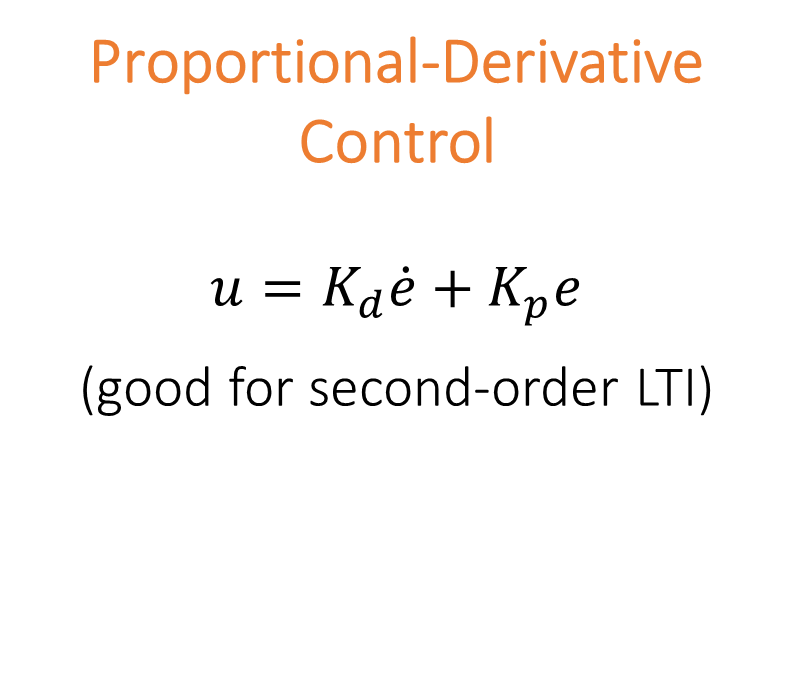 Proportional-Derivative
Control
𝑢 = 𝐾_𝑑 ė + 𝐾_𝑝 𝑒
(good for second-order LTI)